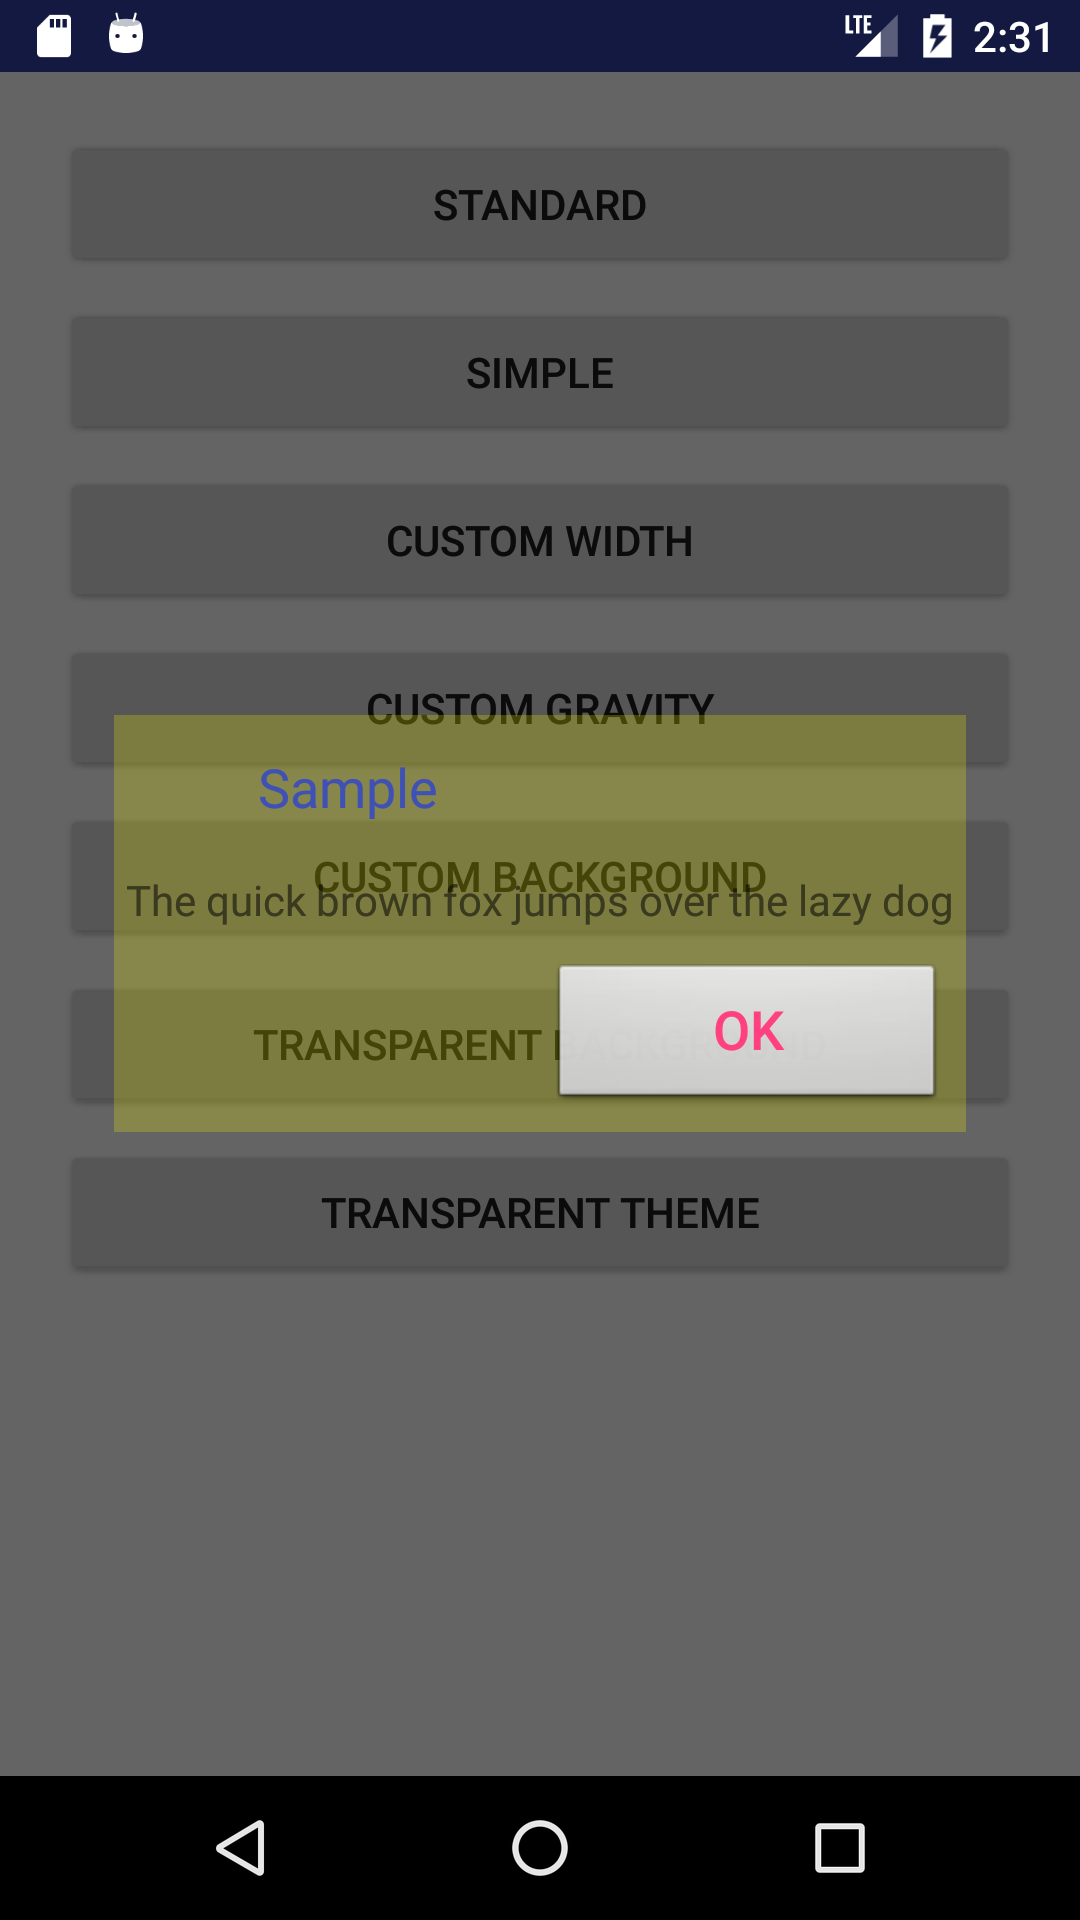 LTE 2:31
STANDARD
SIMPLE
CUSTOM WIDTH
CUSTOM GRAVITY
Sample
CUSTOM BACKGROUND
The quick brown fox jumps over the lazy dog
TRANSPARENT BACKGROUND
OK
TRANSPARENT THEME